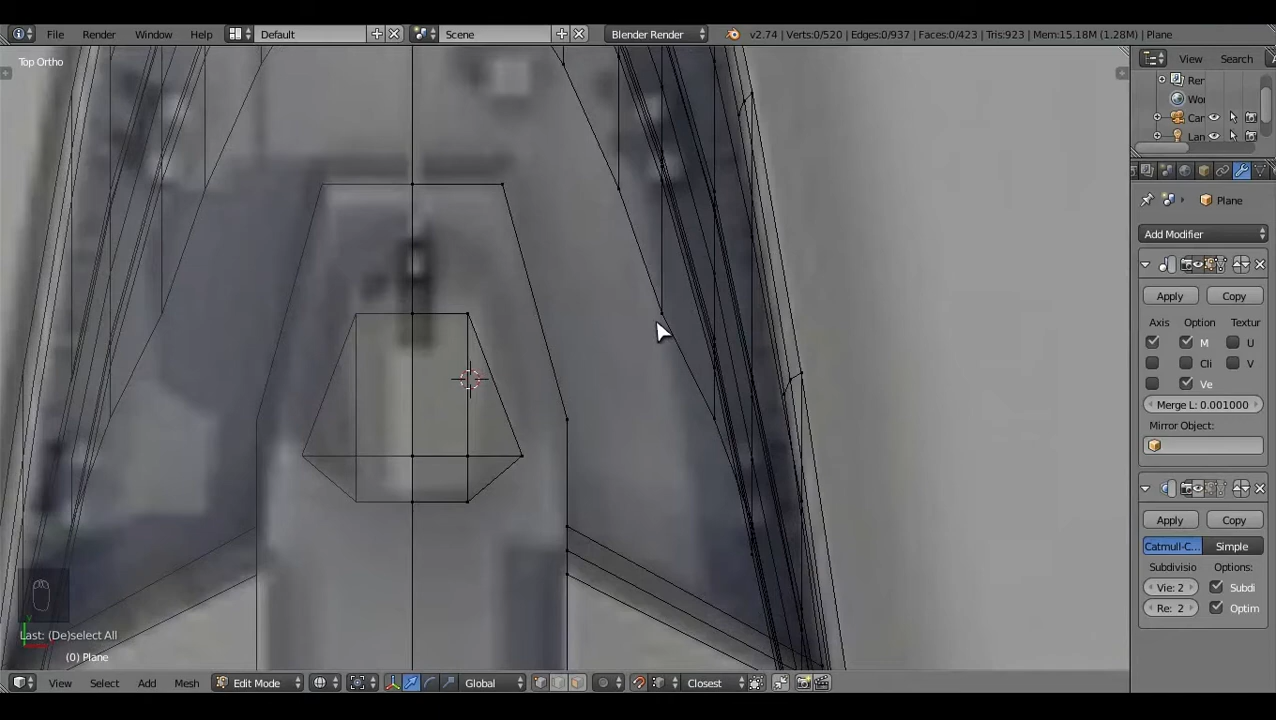 File Render Window Help Default Scene Blender Render v2.74 | Verts:0/520 | Edges:0/937 | Faces:0/423 | Tris:923 | Mem:15.18M (1.28M) | Plane
Top Ortho
View Search
Rer
Wo
Car
Lan
Plane
Add Modifier
Apply Copy
Axis Option Textur
M U
Cli V
Ve
Merge L: 0.001000
Mirror Object:
Apply Copy
Catmull-C... Simple
Subdivisio Options:
Vie: 2 Subdi
Re: 2 Optim
Last: (De)select All
(0) Plane
View Select Add Mesh Edit Mode Global Closest